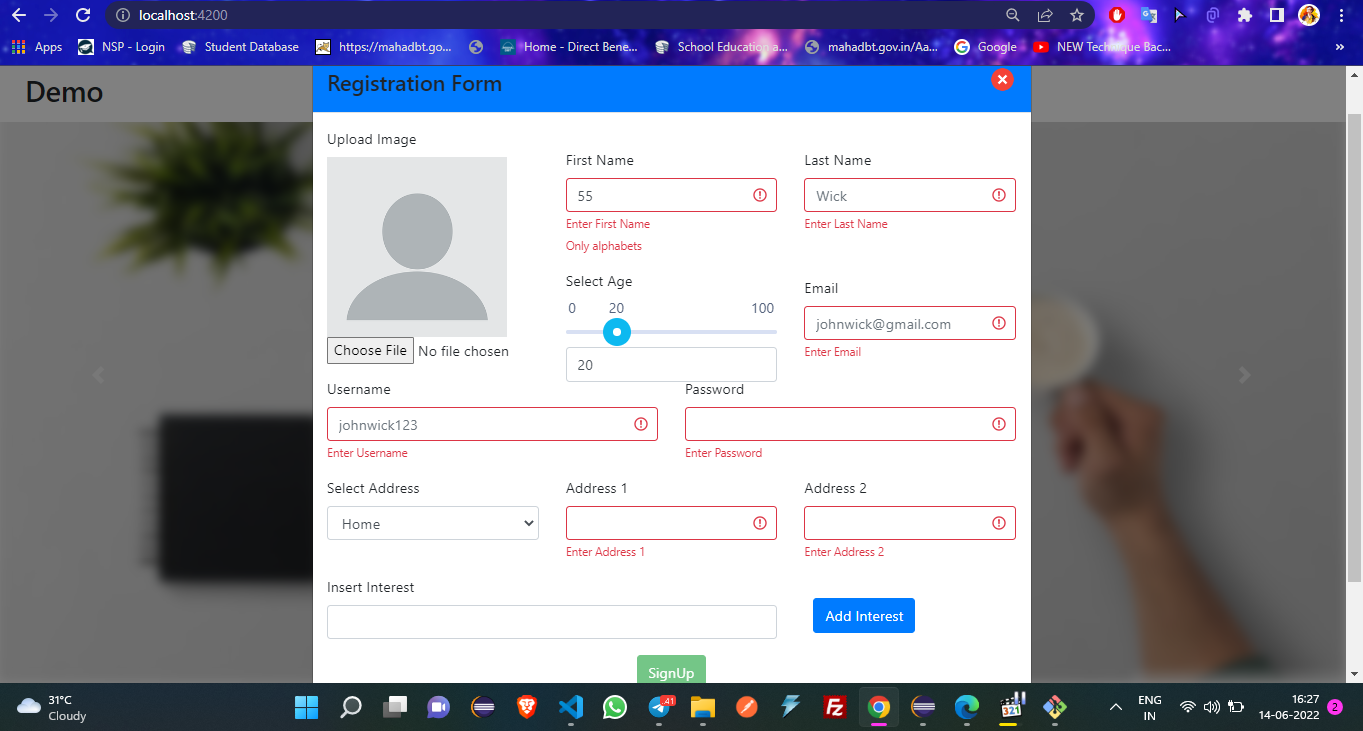 localhost:4200
Apps
NSP - Login
Student Database
https://mahadbt.go...
Home - Direct Bene...
School Education a...
mahadbt.gov.in/Aa...
Google
NEW Technique Bac...
»
Demo
Registration Form
Upload Image
First Name
Last Name
55
Wick
Enter First Name
Enter Last Name
Only alphabets
Select Age
Email
0 20 100
johnwick@gmail.com
Enter Email
Choose File No file chosen
20
Username
Password
johnwick123
Enter Username
Enter Password
Select Address
Address 1
Address 2
Home
Enter Address 1
Enter Address 2
Insert Interest
Add Interest
SignUp
31°C
Cloudy
41
Fz
321
ENG
IN
16:27
14-06-2022
2